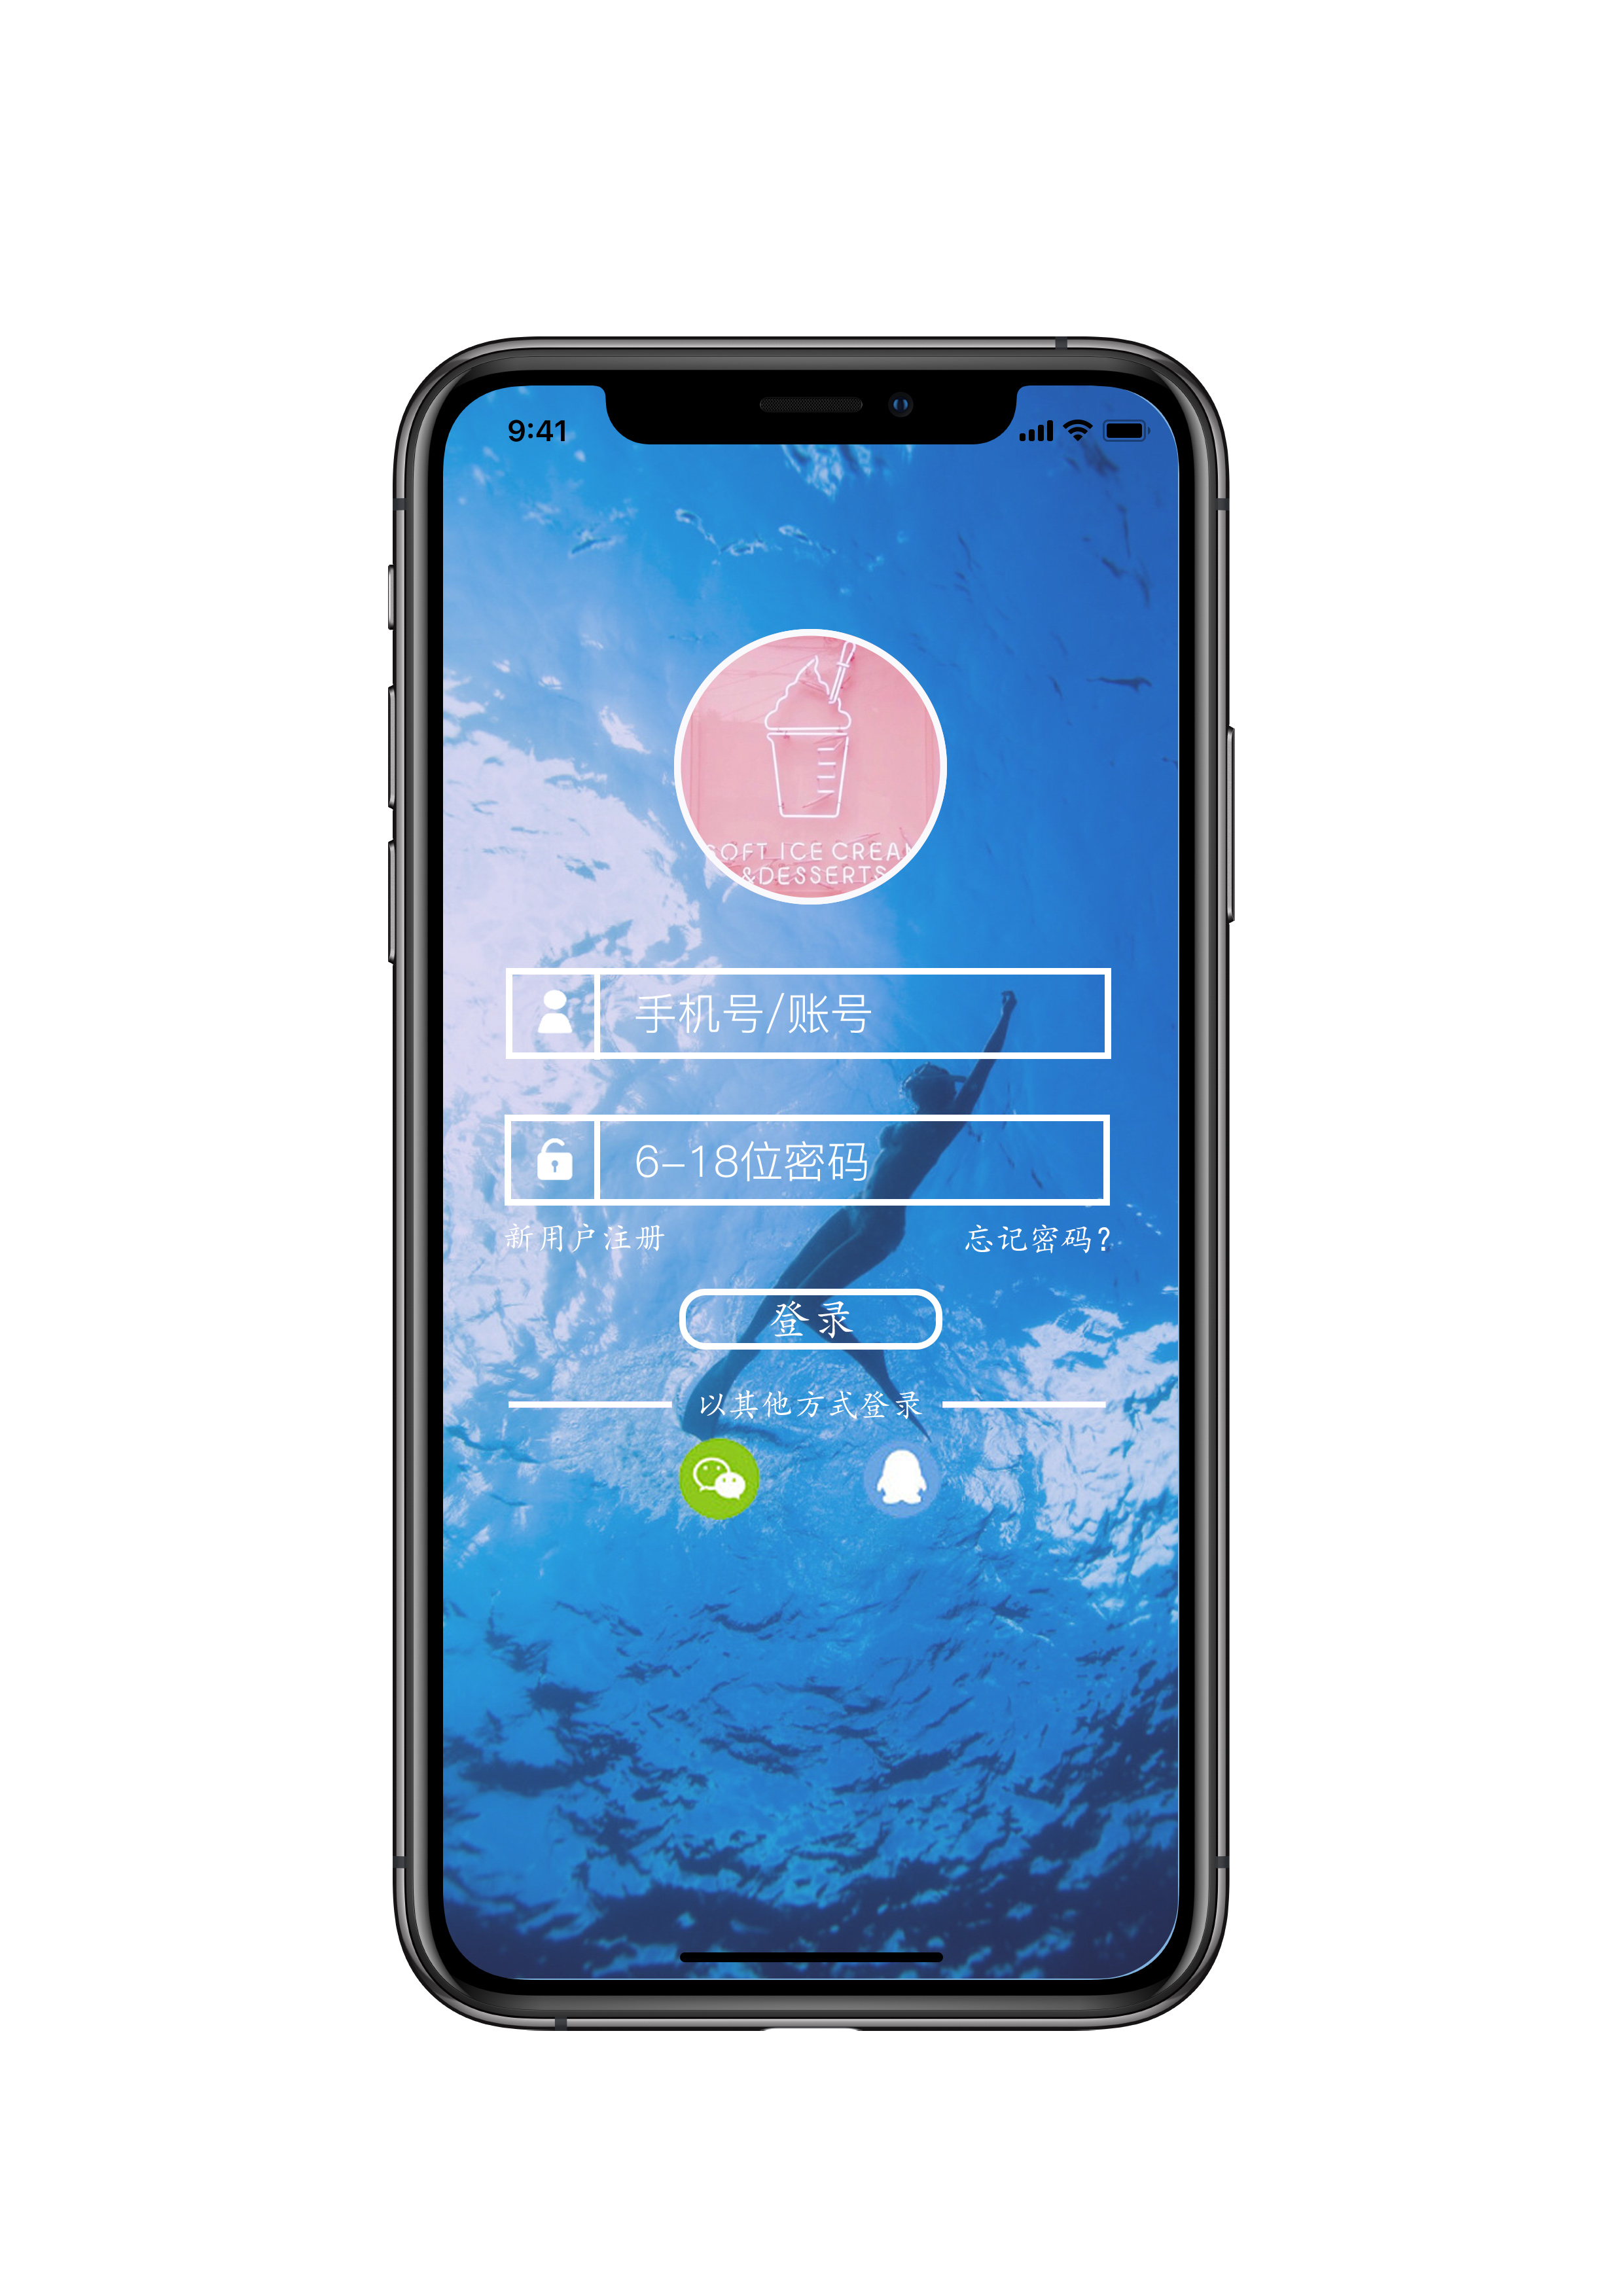 9:41
SOFT ICE CREAM
&DESSERTS
手机号/账号
6-18位密码
新用户注册 忘记密码?
登录
以其他方式登录